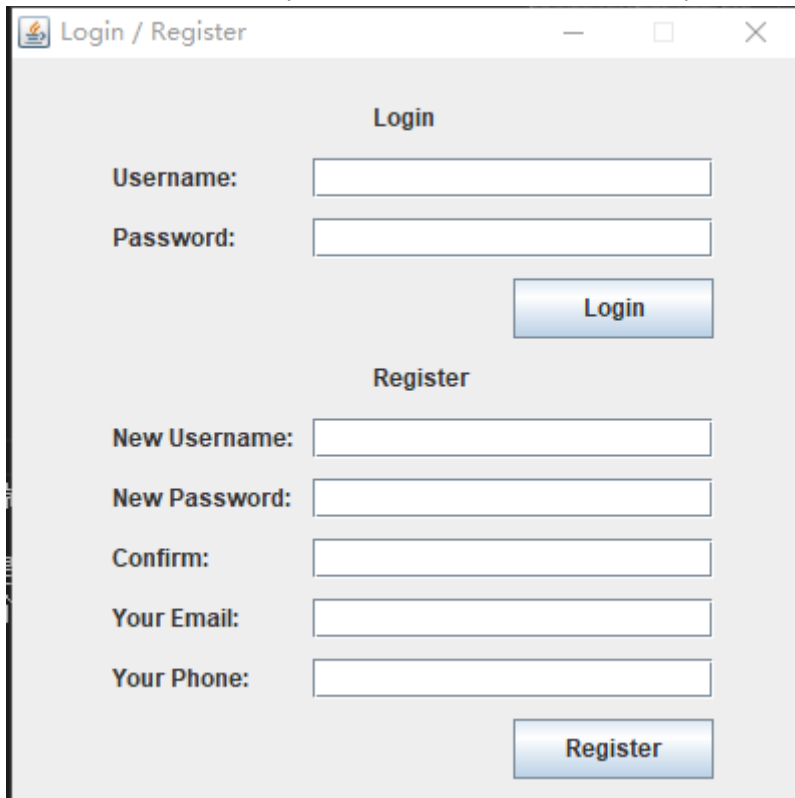 Login / Register
Login
Username:
Password:
Login
Register
New Username:
New Password:
Confirm:
Your Email:
Your Phone:
Register